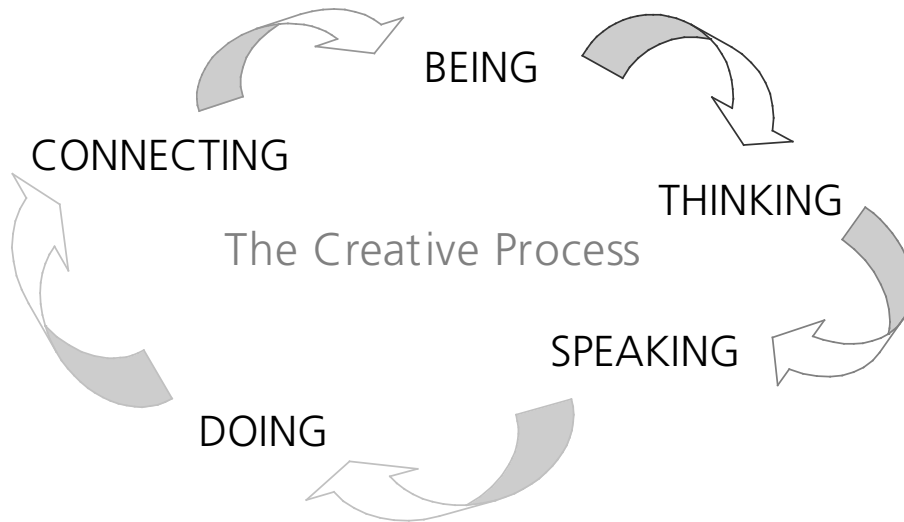 BEING
CONNECTING
THINKING
The Creative Process
SPEAKING
DOING